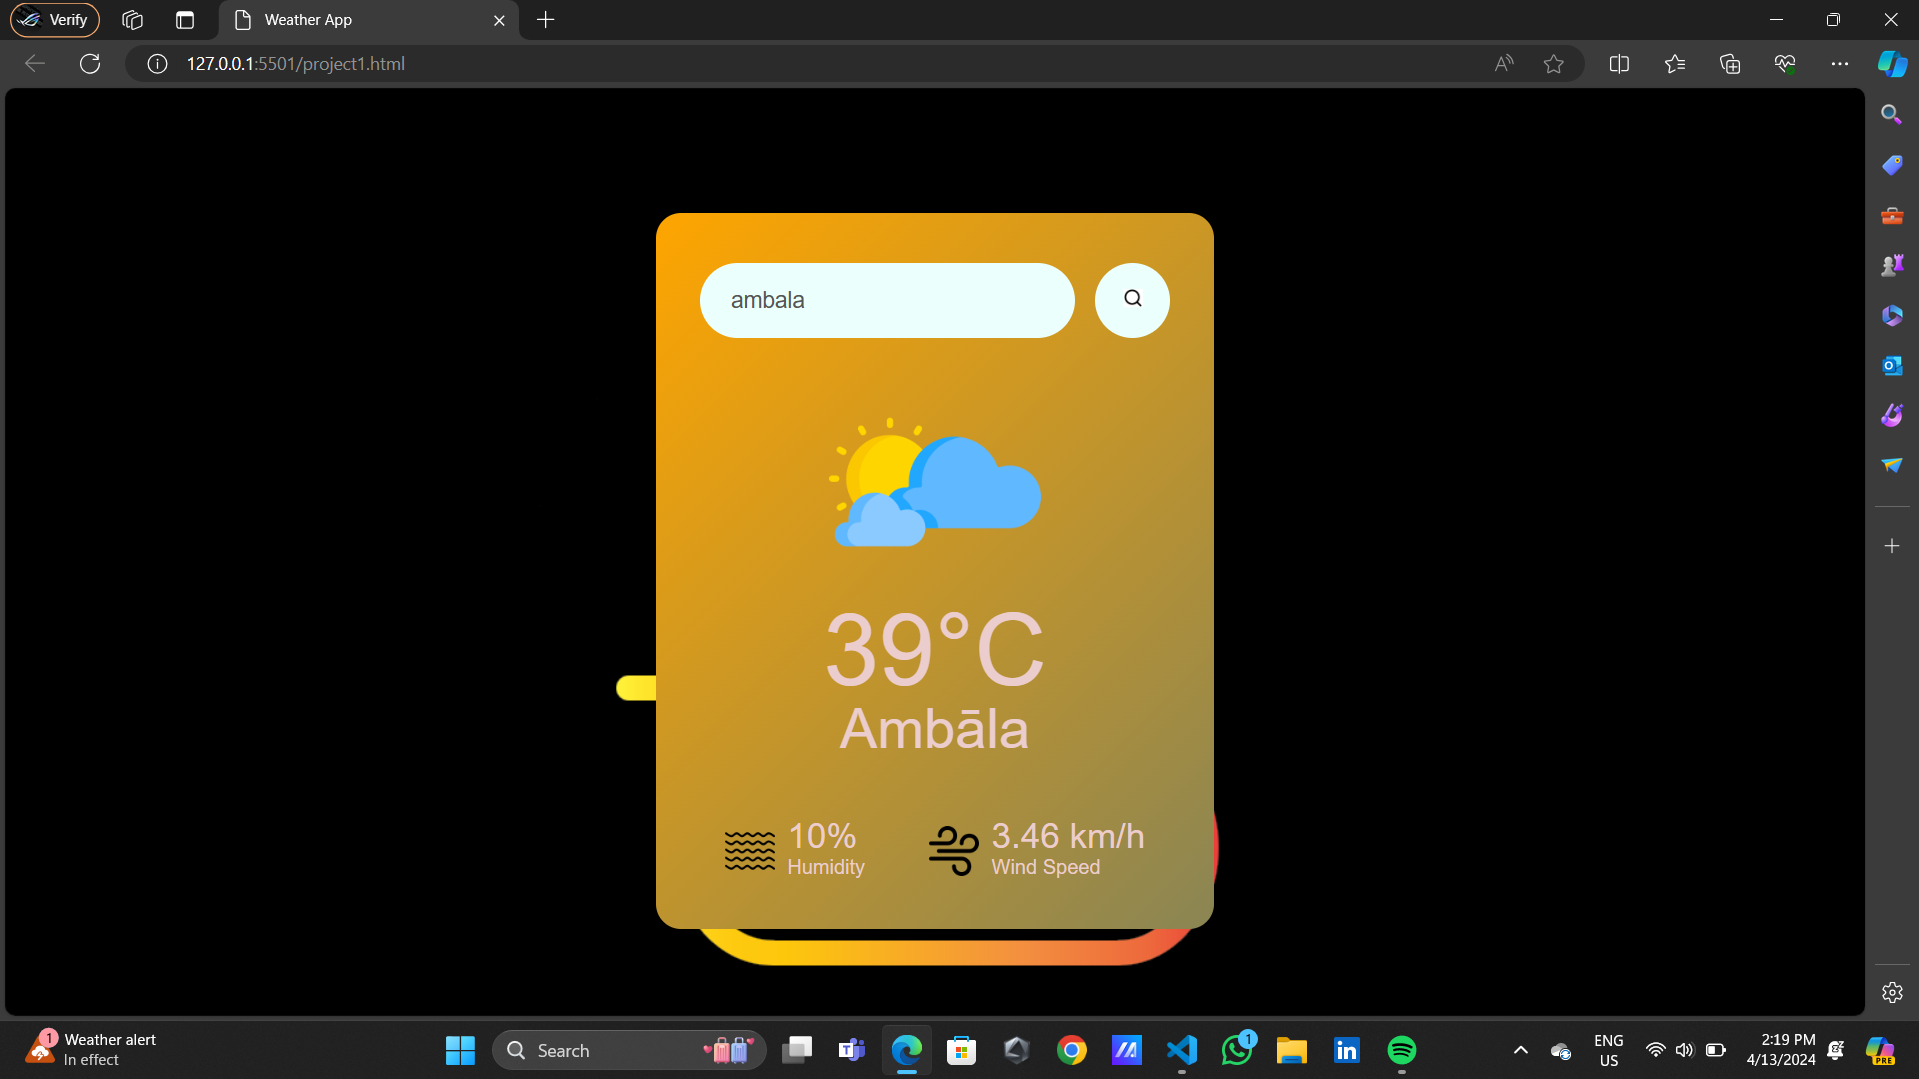 Verify
Weather App
127.0.0.1:5501/project1.html
ambala
39°C
Ambāla
10%
Humidity
3.46 km/h
Wind Speed
1
Weather alert
In effect
Search
1
ENG
US
2:19 PM
4/13/2024
PRE